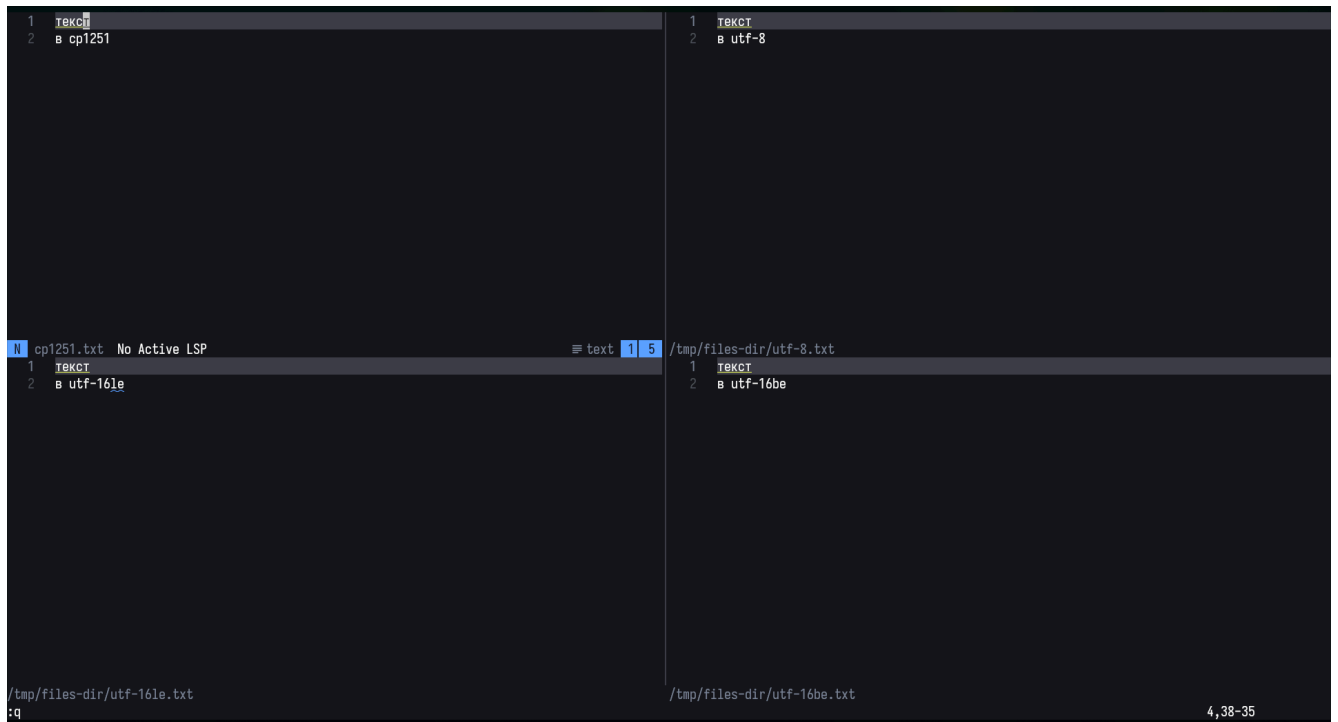 1 текст
2 в cp1251
N cp1251.txt No Active LSP text 1 5
1 текст
2 в utf-8
/tmp/files-dir/utf-8.txt
1 текст
2 в utf-16le
/tmp/files-dir/utf-16le.txt
1 текст
2 в utf-16be
/tmp/files-dir/utf-16be.txt
:q 4,38-35